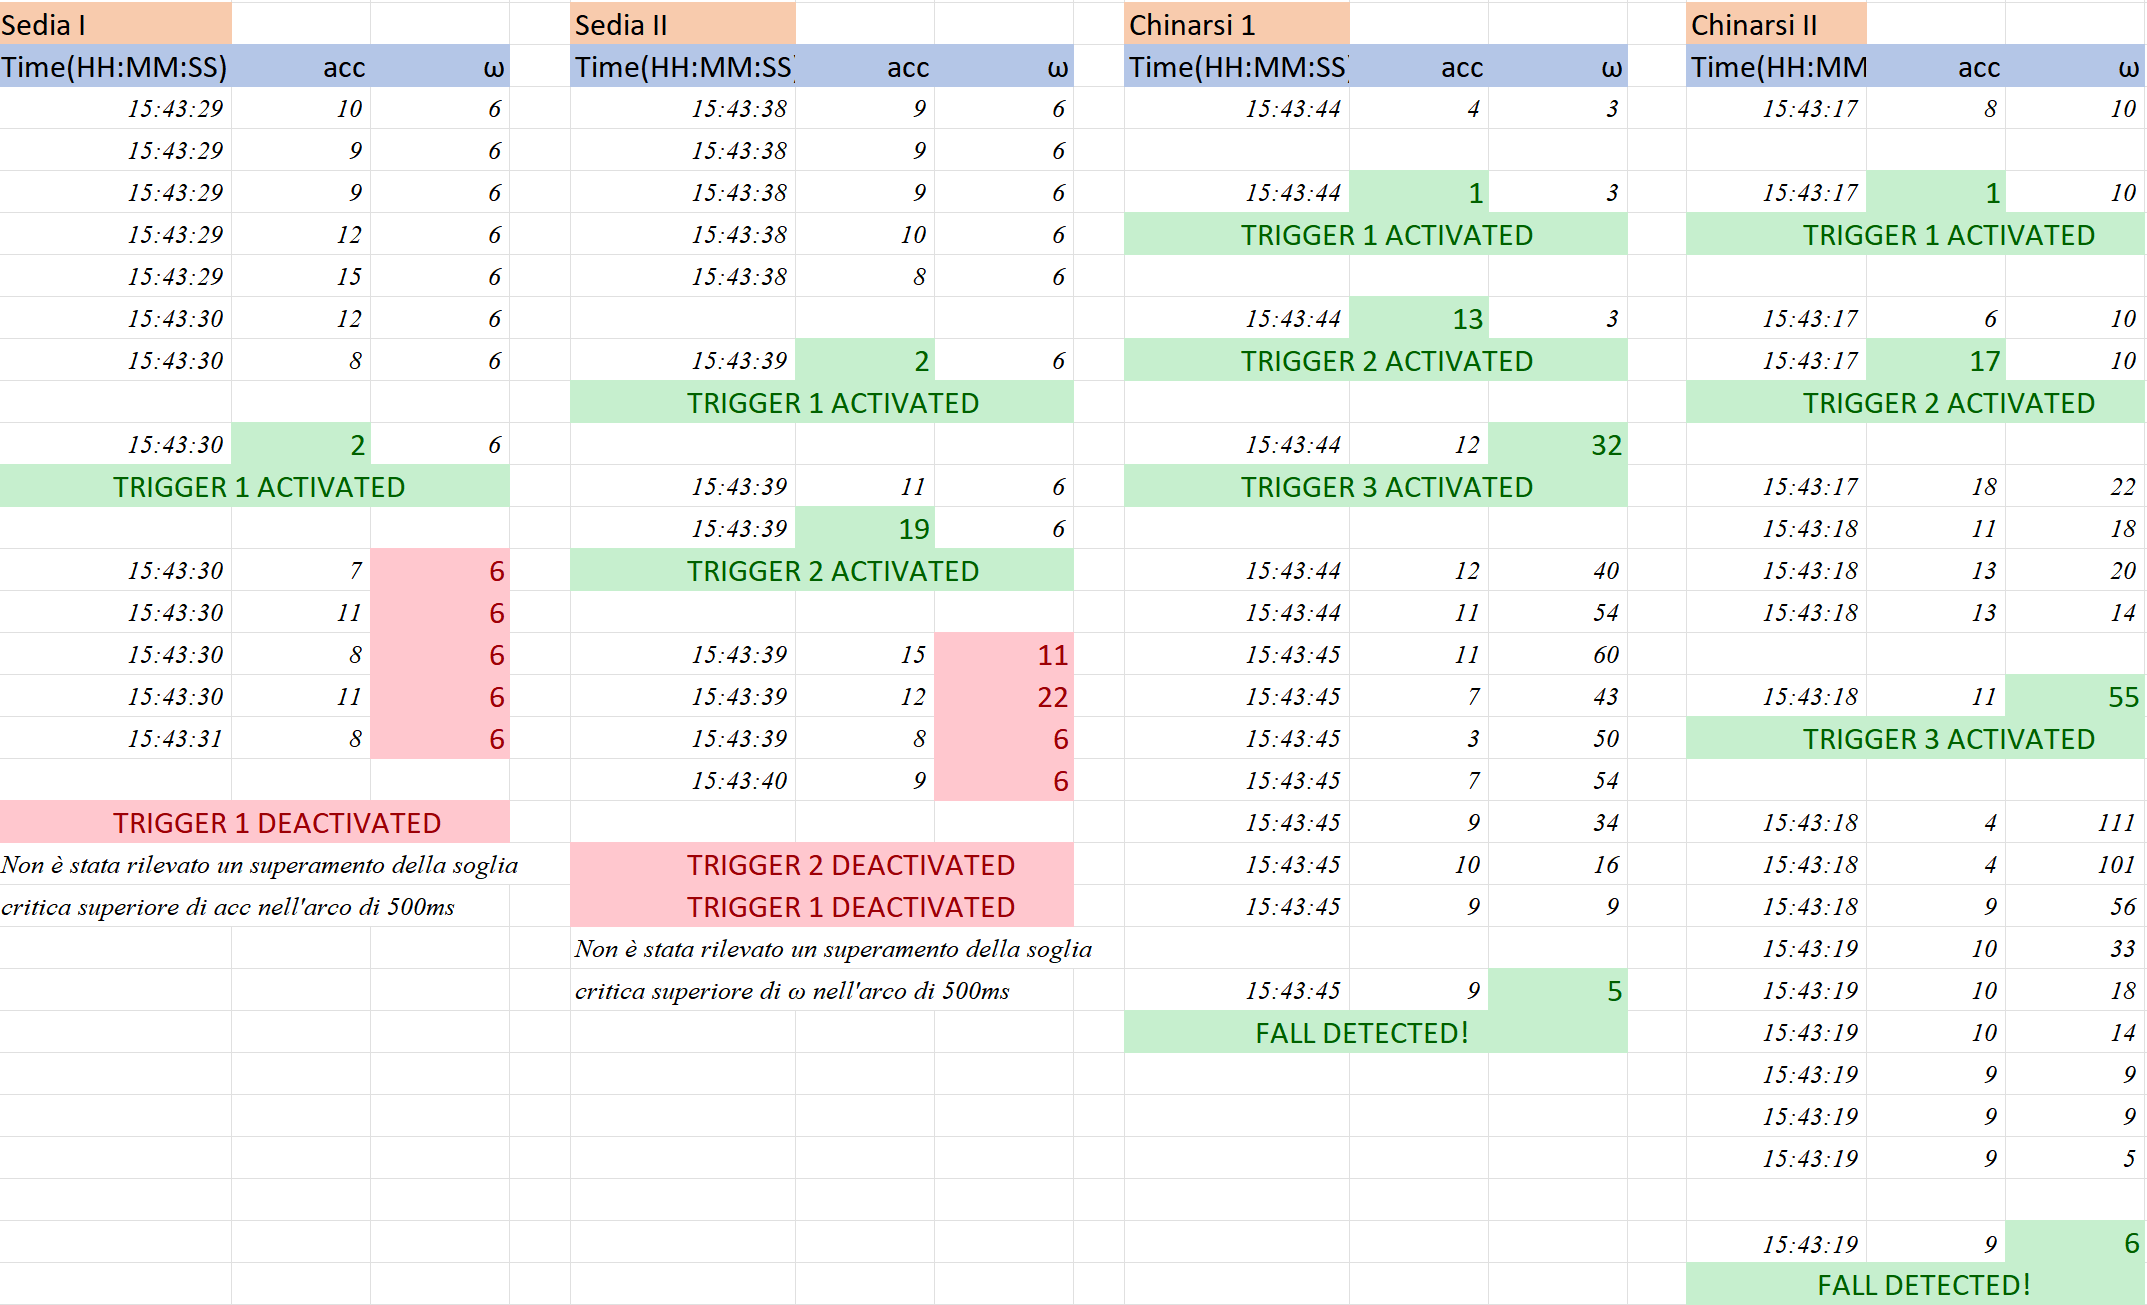 Sedia I Sedia II Chinarsi 1 Chinarsi II
Time(HH:MM:SS) acc ω Time(HH:MM:SS) acc ω Time(HH:MM:SS) acc ω Time(HH:MM acc ω
15:43:29 10 6 15:43:38 9 6 15:43:44 4 3 15:43:17 8 10
15:43:29 9 6 15:43:38 9 6
15:43:29 9 6 15:43:38 9 6 15:43:44 1 3 15:43:17 1 10
15:43:29 12 6 15:43:38 10 6 TRIGGER 1 ACTIVATED TRIGGER 1 ACTIVATED
15:43:29 15 6 15:43:38 8 6
15:43:30 12 6 15:43:44 13 3 15:43:17 6 10
15:43:30 8 6 15:43:39 2 6 TRIGGER 2 ACTIVATED 15:43:17 17 10
TRIGGER 1 ACTIVATED TRIGGER 2 ACTIVATED
15:43:30 2 6 15:43:44 12 32
TRIGGER 1 ACTIVATED 15:43:39 11 6 TRIGGER 3 ACTIVATED 15:43:17 18 22
15:43:39 19 6 15:43:18 11 18
15:43:30 7 6 TRIGGER 2 ACTIVATED 15:43:44 12 40 15:43:18 13 20
15:43:30 11 6 15:43:44 11 54 15:43:18 13 14
15:43:30 8 6 15:43:39 15 11 15:43:45 11 60
15:43:30 11 6 15:43:39 12 22 15:43:45 7 43 15:43:18 11 55
15:43:31 8 6 15:43:39 8 6 15:43:45 3 50 TRIGGER 3 ACTIVATED
15:43:40 9 6 15:43:45 7 54
TRIGGER 1 DEACTIVATED 15:43:45 9 34 15:43:18 4 111
Non è stata rilevato un superamento della soglia TRIGGER 2 DEACTIVATED 15:43:45 10 16 15:43:18 4 101
critica superiore di acc nell'arco di 500ms TRIGGER 1 DEACTIVATED 15:43:45 9 9 15:43:18 9 56
Non è stata rilevato un superamento della soglia 15:43:19 10 33
critica superiore di ω nell'arco di 500ms 15:43:45 9 5 15:43:19 10 18
FALL DETECTED! 15:43:19 10 14
15:43:19 9 9
15:43:19 9 9
15:43:19 9 5
15:43:19 9 6
FALL DETECTED!